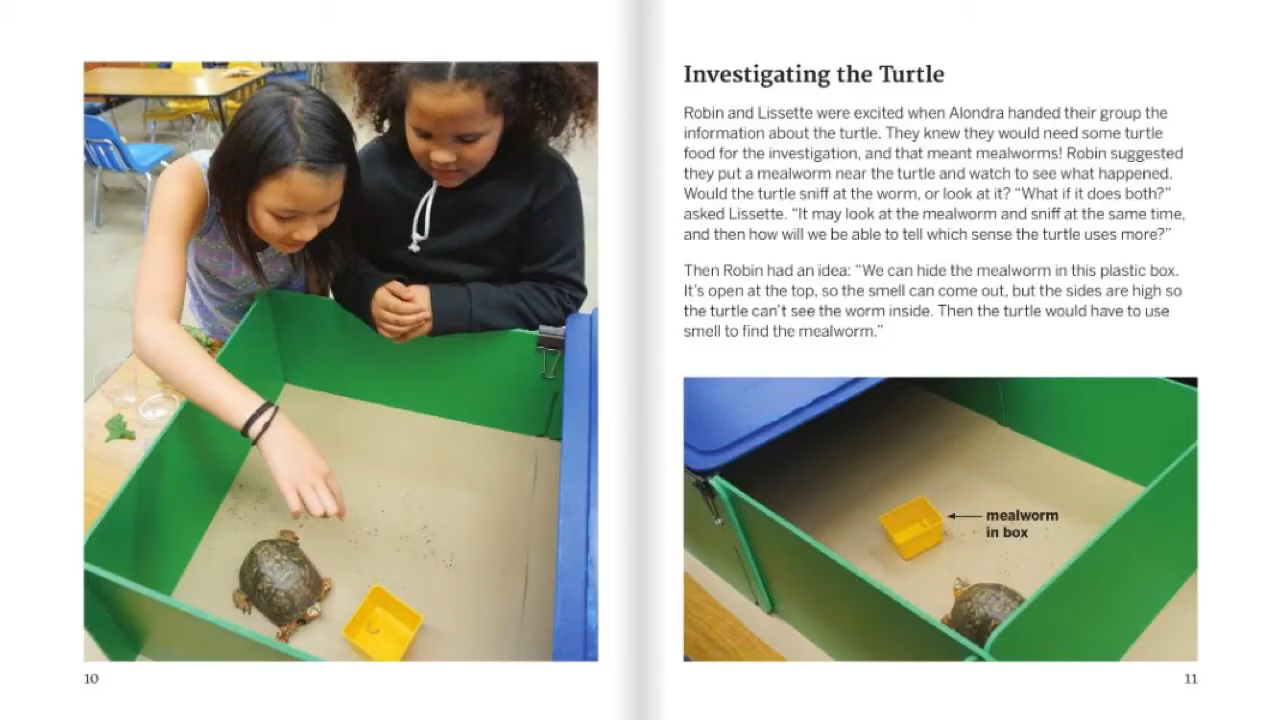 Investigating the Turtle
Robin and Lissette were excited when Alondra handed their group the
information about the turtle. They knew they would need some turtle
food for the investigation, and that meant mealworms! Robin suggested
they put a mealworm near the turtle and watch to see what happened.
Would the turtle sniff at the worm, or look at it? “What if it does both?”
asked Lissette. “It may look at the mealworm and sniff at the same time,
and then how will we be able to tell which sense the turtle uses more?”
Then Robin had an idea: “We can hide the mealworm in this plastic box.
It’s open at the top, so the smell can come out, but the sides are high so
the turtle can’t see the worm inside. Then the turtle would have to use
smell to find the mealworm.”
mealworm
in box
10
11